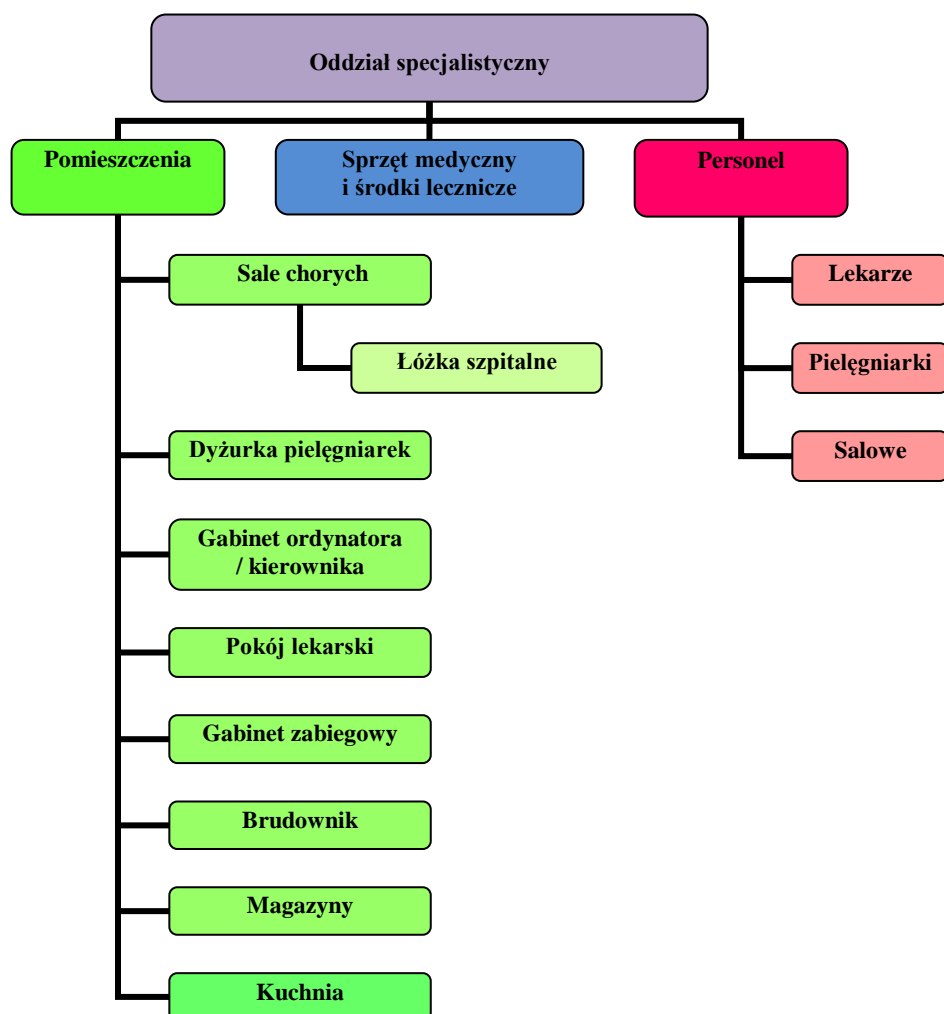 Oddział specjalistyczny
Pomieszczenia
Sprzęt medyczny
i środki lecznicze
Personel
Sale chorych
Łóżka szpitalne
Dyżurka pielęgniarek
Gabinet ordynatora
/ kierownika
Pokój lekarski
Gabinet zabiegowy
Brudownik
Magazyny
Kuchnia
Lekarze
Pielęgniarki
Salowe